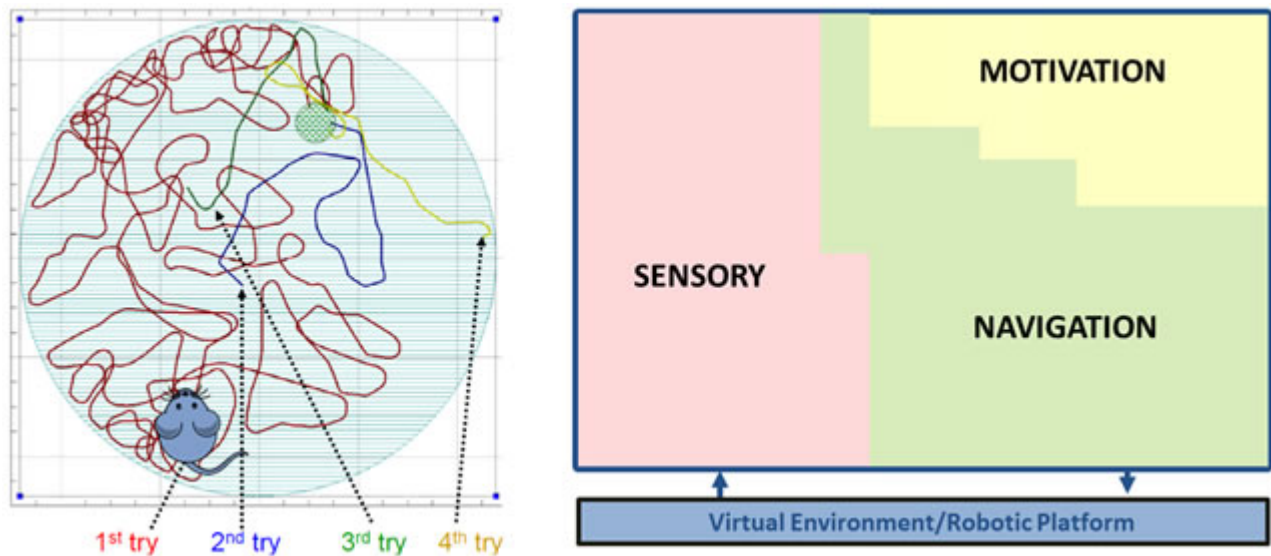 MOTIVATION
SENSORY
NAVIGATION
Virtual Environment/Robotic Platform
1st try 2nd try 3rd try 4th try